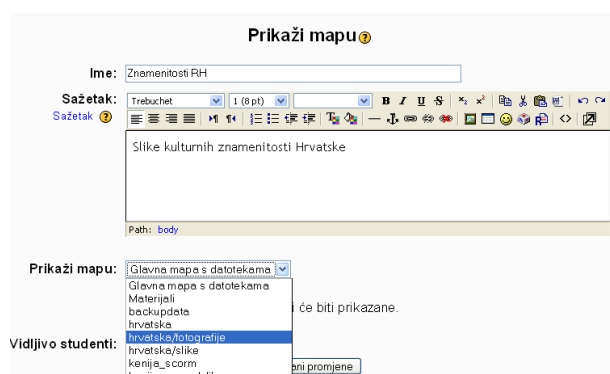 Prikaži mapu
Ime: Znamenitosti RH
Sažetak: Trebuchet 1 (8 pt) B I U S
Sažetak
Slike kulturnih znamenitosti Hrvatske
Path: body
Prikaži mapu: Glavna mapa s datotekama
Glavna mapa s datotekama
Materijali
backupdata
hrvatska
će biti prikazane.
hrvatska/fotografije
Vidljivo studenti:
hrvatska/slike
kenija_scorm
promjene